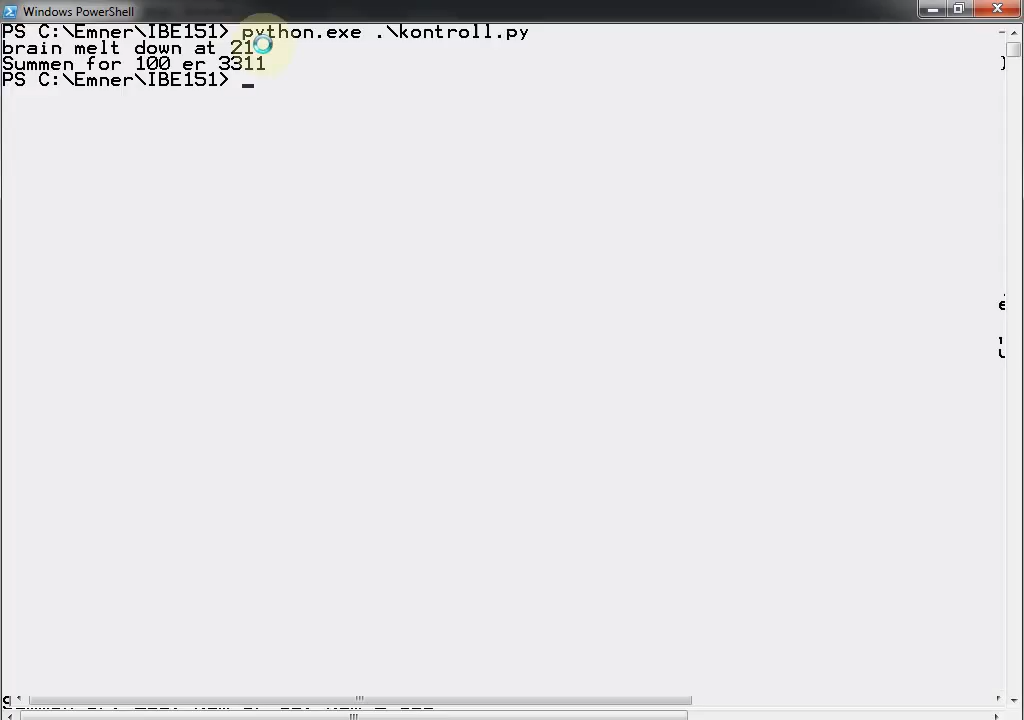 Windows PowerShell
PS C:\Emner\IBE151> python.exe .\kontroll.py
brain melt down at 21
Summen for 100 er 3311
PS C:\Emner\IBE151>